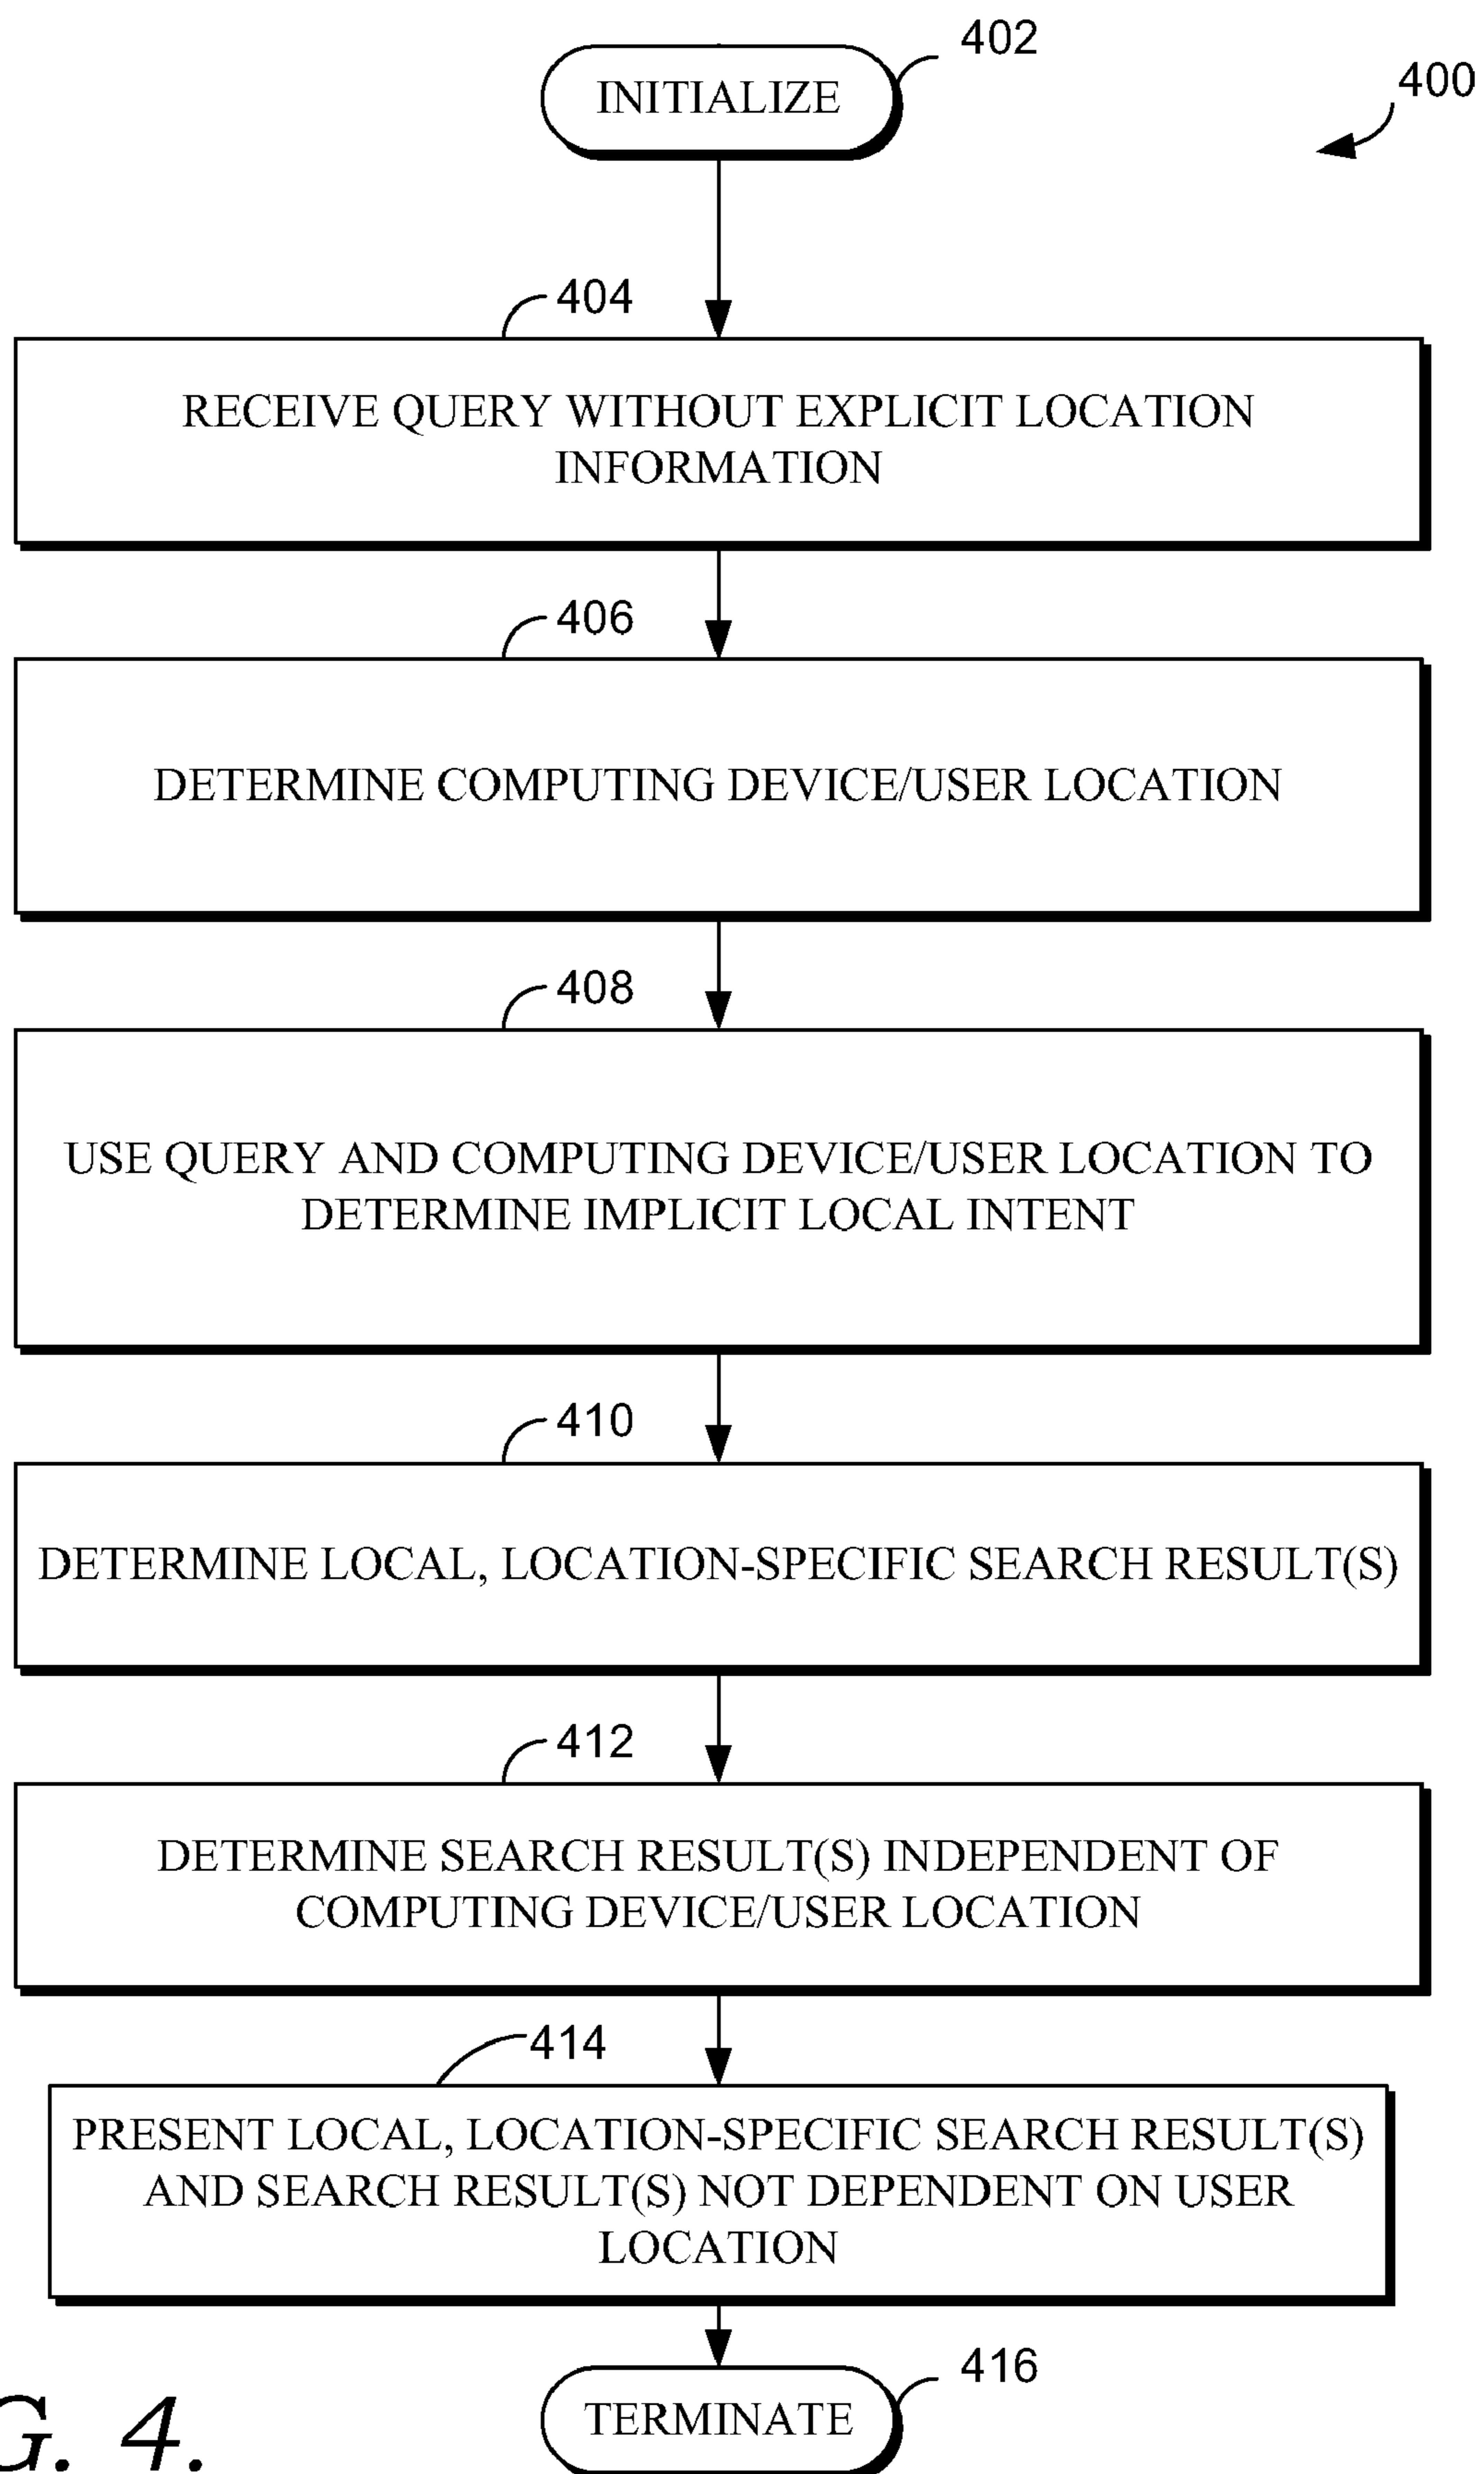 402
INITIALIZE
400
404
RECEIVE QUERY WITHOUT EXPLICIT LOCATION
INFORMATION
406
DETERMINE COMPUTING DEVICE/USER LOCATION
408
USE QUERY AND COMPUTING DEVICE/USER LOCATION TO
DETERMINE IMPLICIT LOCAL INTENT
410
DETERMINE LOCAL, LOCATION-SPECIFIC SEARCH RESULT(S)
412
DETERMINE SEARCH RESULT(S) INDEPENDENT OF
COMPUTING DEVICE/USER LOCATION
414
PRESENT LOCAL, LOCATION-SPECIFIC SEARCH RESULT(S)
AND SEARCH RESULT(S) NOT DEPENDENT ON USER
LOCATION
416
TERMINATE
G. 4.